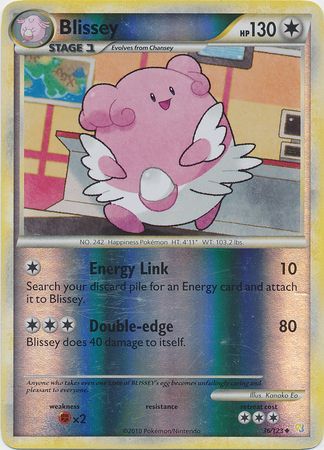 Blissey HP 130
STAGE 1 Evolves from Chansey
NO. 242 Happiness Pokémon HT: 4'11" WT: 103.2 lbs.
Energy Link 10
Search your discard pile for an Energy card and attach
it to Blissey.
Double-edge 80
Blissey does 40 damage to itself.
Anyone who takes even one taste of BLISSEY's egg becomes unfailingly caring and
pleasant to everyone.
Illus. Kanako Eo
weakness resistance retreat cost
x2
©2010 Pokémon/Nintendo 36/123